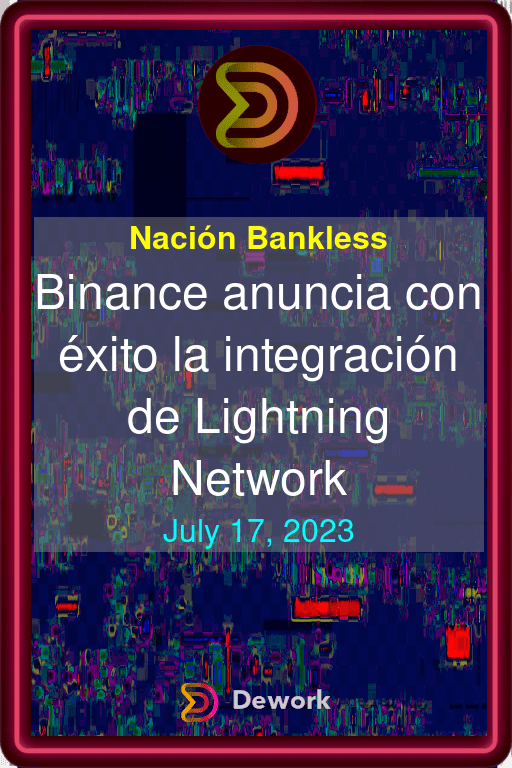 Nación Bankless
Binance anuncia con
éxito la integración
de Lightning
Network
July 17, 2023
Dework